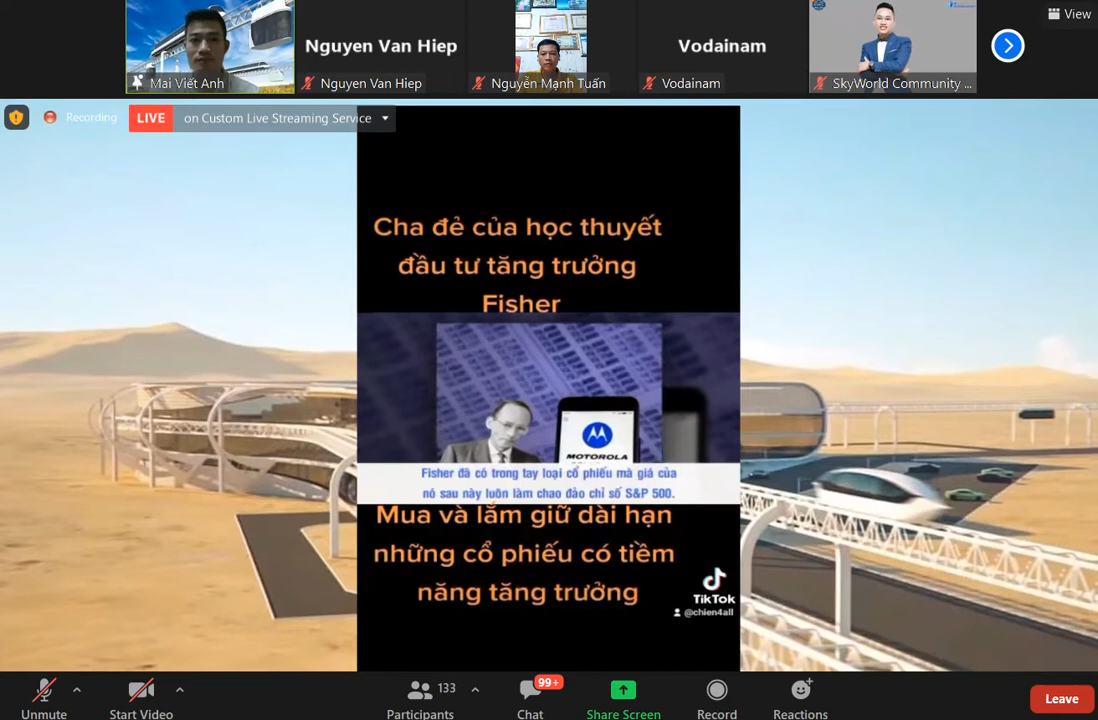 View
Nguyen Van Hiep
Vodainam
Mai Viết Anh
Nguyen Van Hiep
Nguyễn Mạnh Tuấn
Vodainam
SkyWorld Community ...
Recording
LIVE
on Custom Live Streaming Service
Cha đẻ của học thuyết
đầu tư tăng trưởng
Fisher
MOTOROLA
Fisher đã có trong tay loại cổ phiếu mà giá của
nó sau này luôn làm chao đảo chỉ số S&P 500.
Mua và lắm giữ dài hạn
những cổ phiếu có tiềm
năng tăng trưởng
TikTok
@chien4all
Unmute
Start Video
133
Participants
99+
Chat
Share Screen
Record
Reactions
Leave